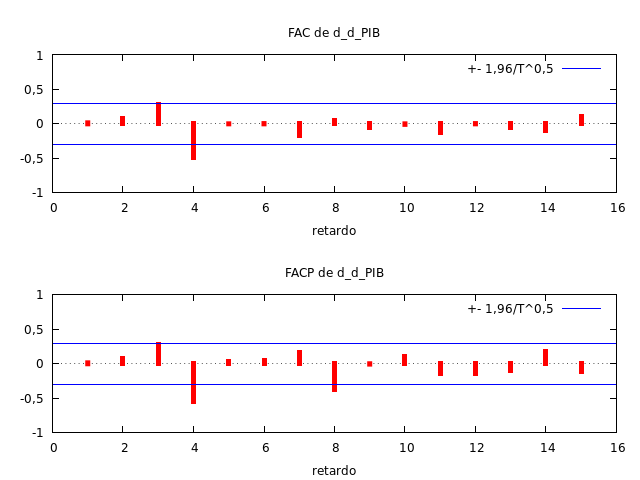 FAC de d_d_PIB
1
+- 1,96/T^0,5
0,5
0
-0,5
-1
0 2 4 6 8 10 12 14 16
retardo
FACP de d_d_PIB
1
+- 1,96/T^0,5
0,5
0
-0,5
-1
0 2 4 6 8 10 12 14 16
retardo